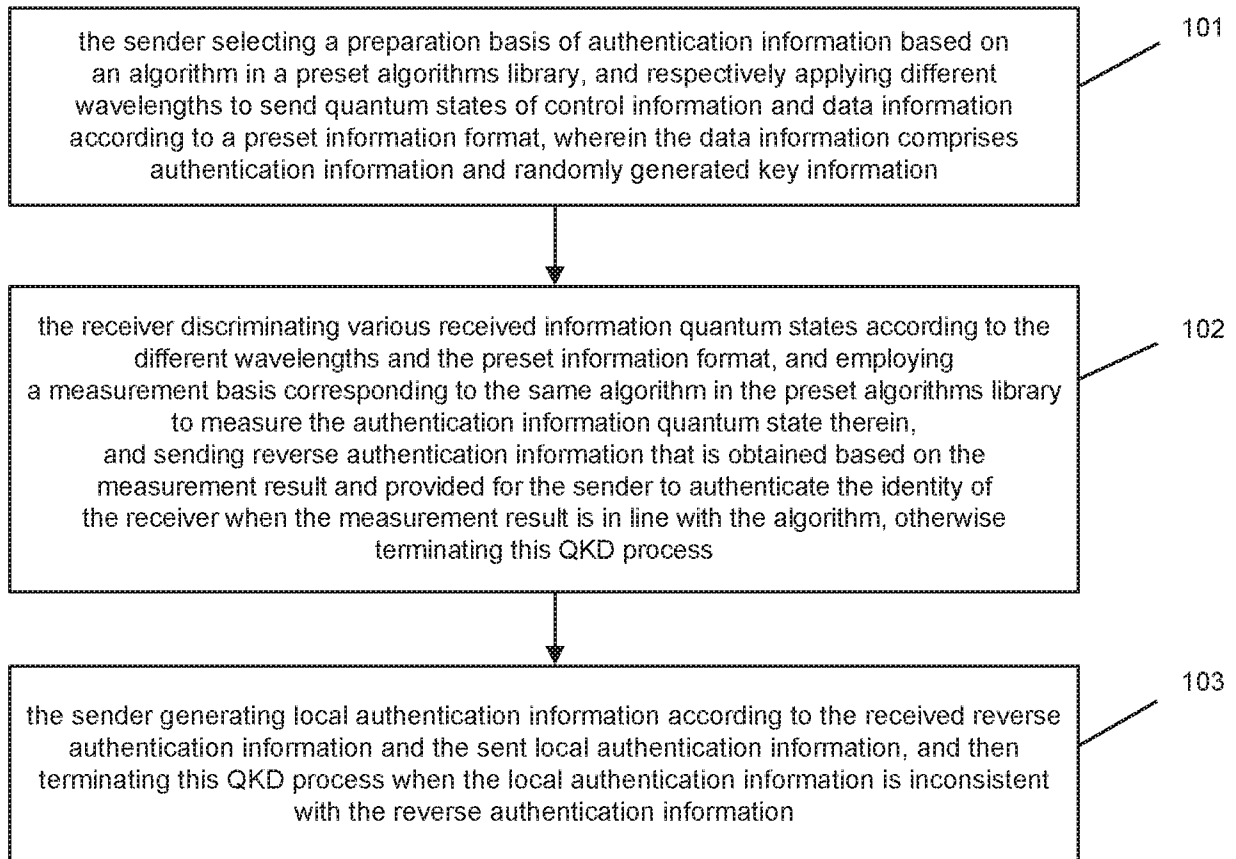 the sender selecting a preparation basis of authentication information based on
an algorithm in a preset algorithms library, and respectively applying different
wavelengths to send quantum states of control information and data information
according to a preset information format, wherein the data information comprises
authentication information and randomly generated key information
101
the receiver discriminating various received information quantum states according to the
different wavelengths and the preset information format, and employing
a measurement basis corresponding to the same algorithm in the preset algorithms library
to measure the authentication information quantum state therein,
and sending reverse authentication information that is obtained based on the
measurement result and provided for the sender to authenticate the identity of
the receiver when the measurement result is in line with the algorithm, otherwise
terminating this QKD process
102
the sender generating local authentication information according to the received reverse
authentication information and the sent local authentication information, and then
terminating this QKD process when the local authentication information is inconsistent
with the reverse authentication information
103